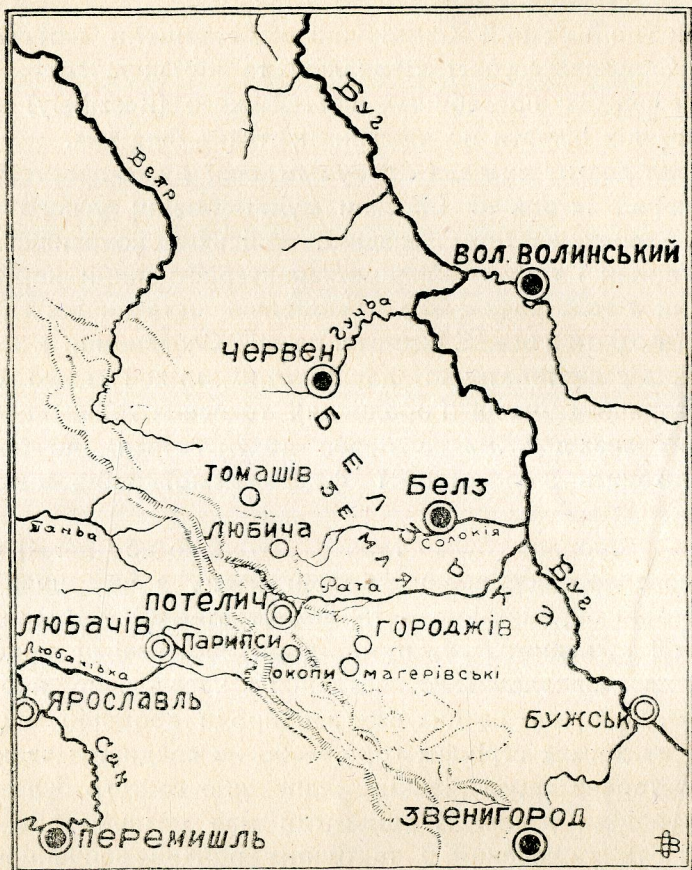 Буг
Вепр
ВОЛ. ВОЛИНСЬКИЙ
Гучва
ЧЕРВЕН
БЕЛЗЬКА
ЗЕМЛЯ
ТОМАШІВ
БЕЛЗ
Солокія
ЛЮБИЧА
Танва
Рата
Буг
ПОТЕЛИЧ
ЛЮБАЧІВ
Парипси
ГОРОДЖІВ
Любачівка
ОКОПИ МАГЕРІВСЬКІ
ЯРОСЛАВЛЬ
БУЖСЬК
Сян
ЗВЕНИГОРОД
ПЕРЕМИШЛЬ